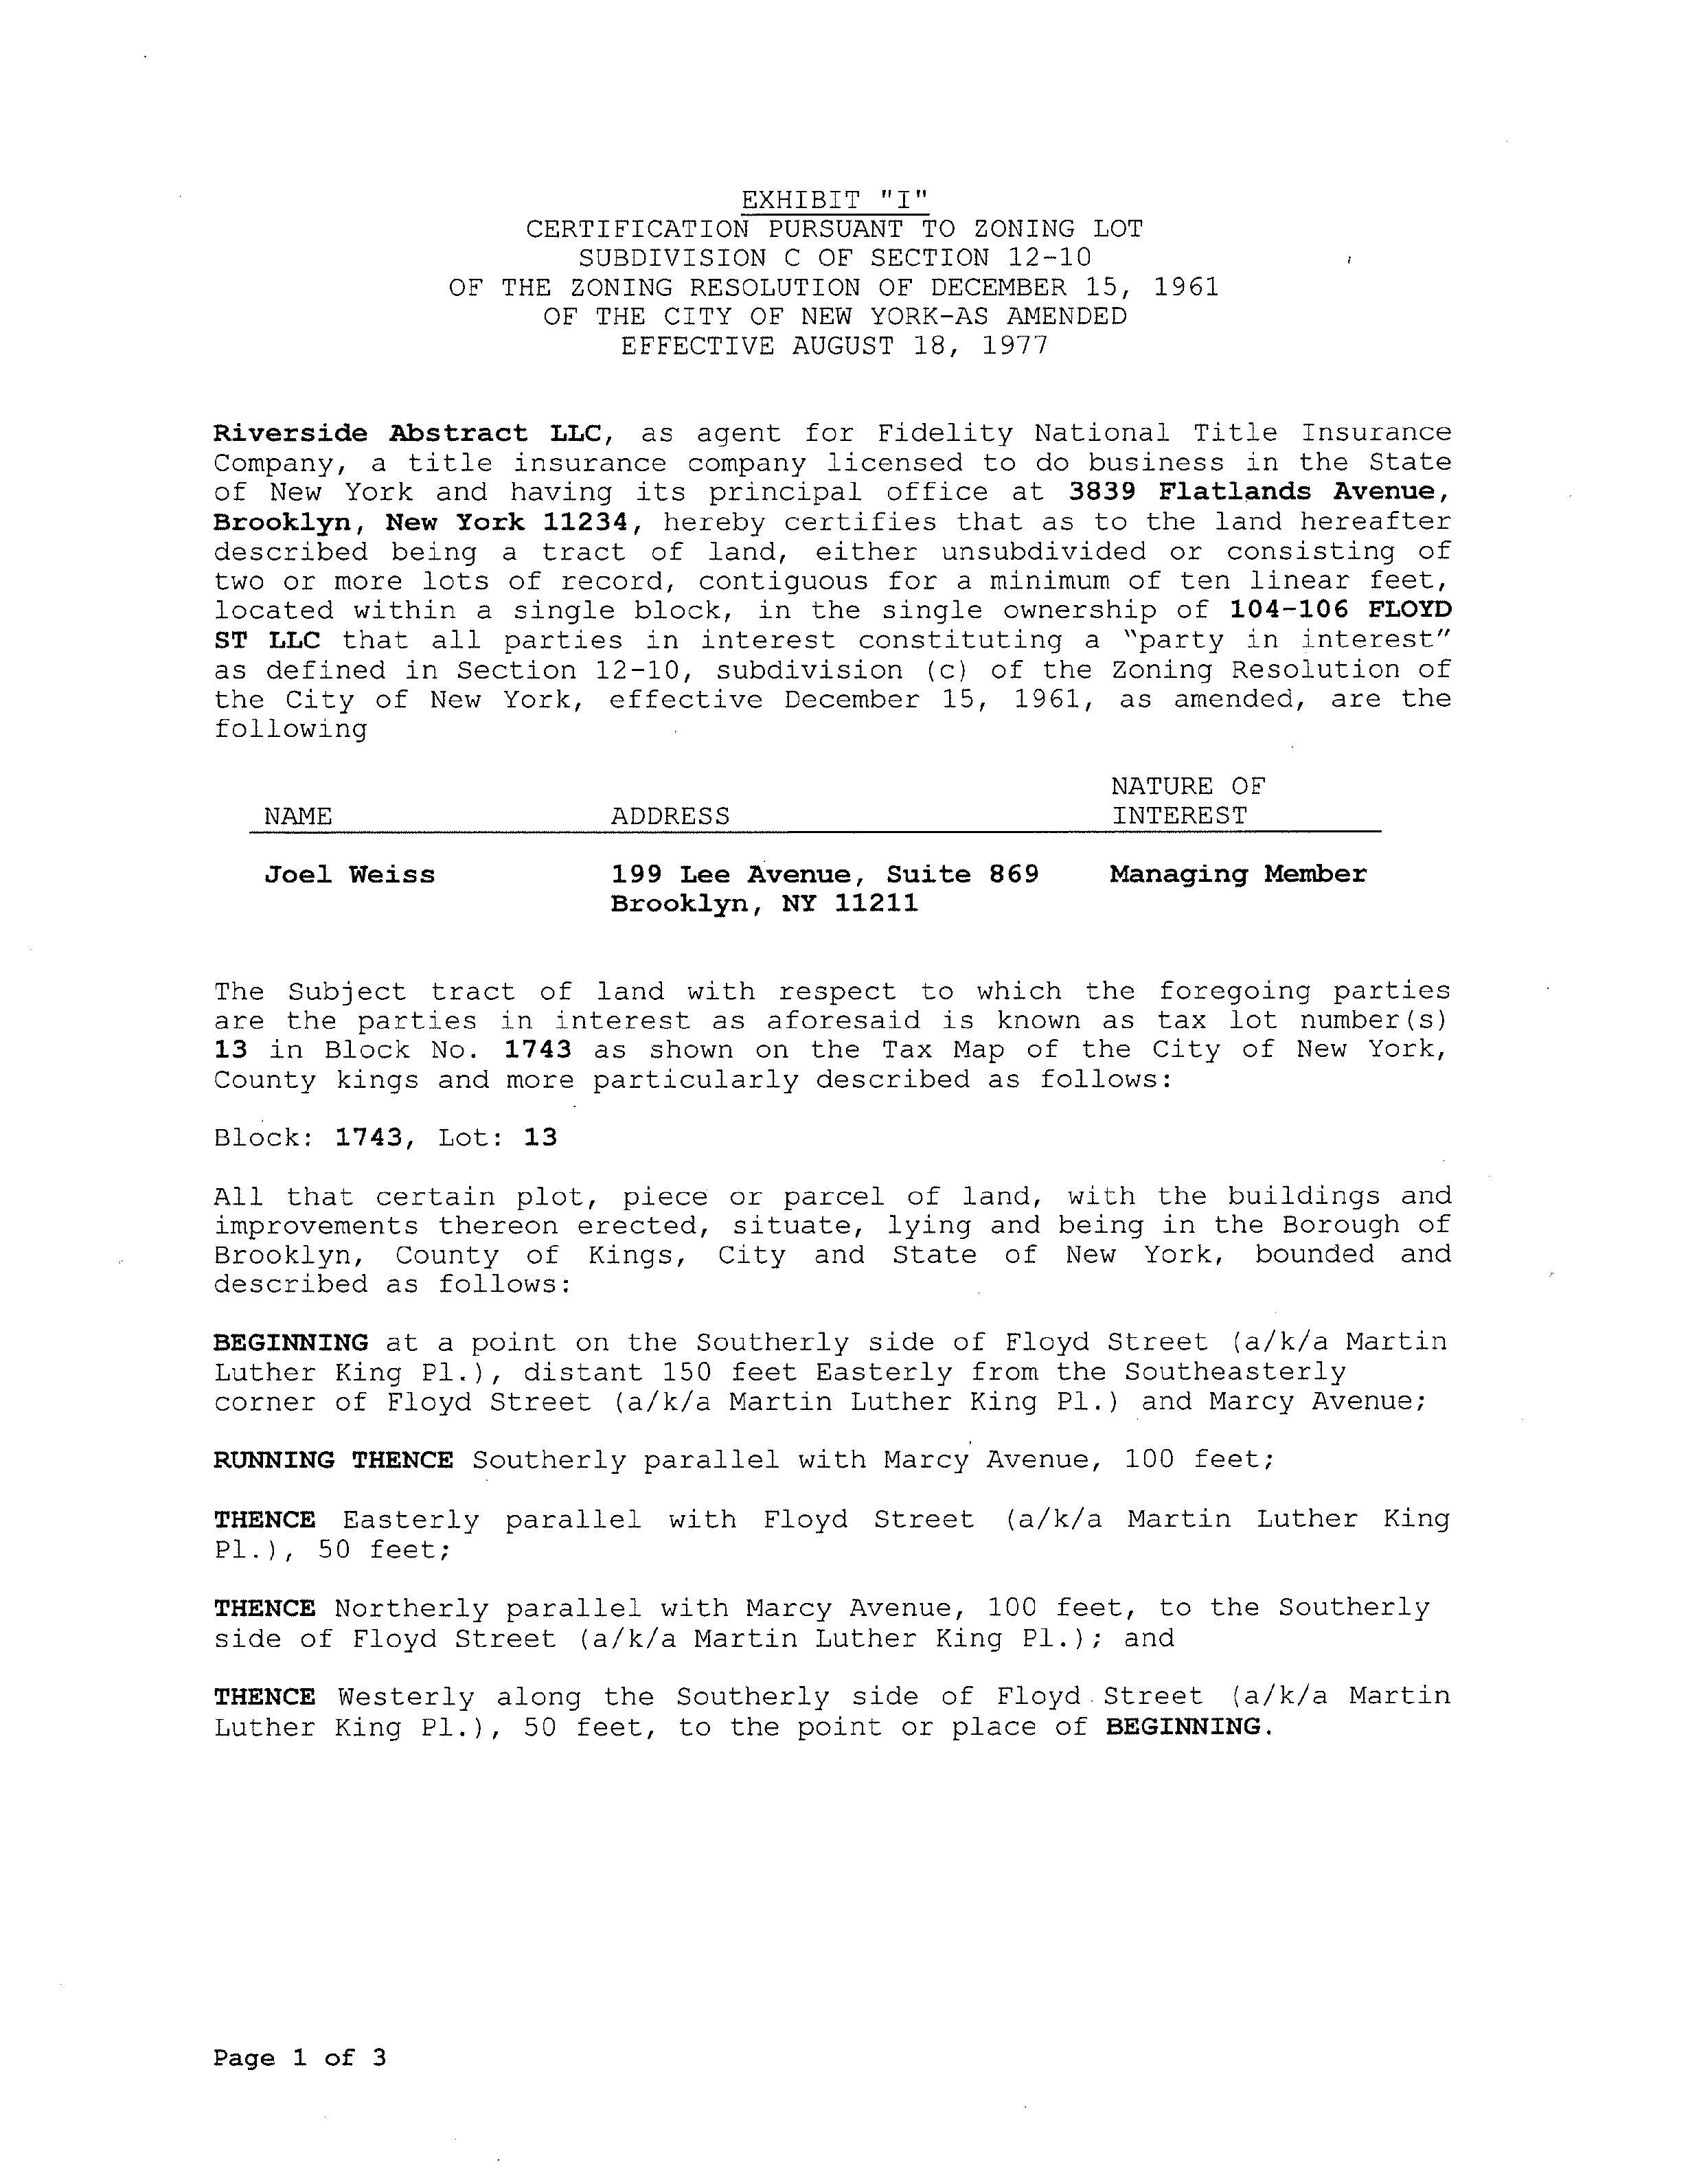 EXHIBIT "I"
CERTIFICATION PURSUANT TO ZONING LOT
SUBDIVISION C OF SECTION 12-10
OF THE ZONING RESOLUTION OF DECEMBER 15, 1961
OF THE CITY OF NEW YORK-AS AMENDED
EFFECTIVE AUGUST 18, 1977
Riverside Abstract LLC, as agent for Fidelity National Title Insurance
Company, a title insurance company licensed to do business in the State
of New York and having its principal office at 3839 Flatlands Avenue,
Brooklyn, New York 11234, hereby certifies that as to the land hereafter
described being a tract of land, either unsubdivided or consisting of
two or more lots of record, contiguous for a minimum of ten linear feet,
located within a single block, in the single ownership of 104-106 FLOYD
ST LLC that all parties in interest constituting a “party in interest”
as defined in Section 12-10, subdivision (c) of the Zoning Resolution of
the City of New York, effective December 15, 1961, as amended, are the
following
NATURE OF
NAME ADDRESS INTEREST
Joel Weiss 199 Lee Avenue, Suite 869 Managing Member
Brooklyn, NY 11211
The Subject tract of land with respect to which the foregoing parties
are the parties in interest as aforesaid is known as tax lot number(s)
13 in Block No. 1743 as shown on the Tax Map of the City of New York,
County kings and more particularly described as follows:
Block: 1743, Lot: 13
All that certain plot, piece or parcel of land, with the buildings and
improvements thereon erected, situate, lying and being in the Borough of
Brooklyn, County of Kings, City and State of New York, bounded and
described as follows:
BEGINNING at a point on the Southerly side of Floyd Street (a/k/a Martin
Luther King Pl.), distant 150 feet Easterly from the Southeasterly
corner of Floyd Street (a/k/a Martin Luther King Pl.) and Marcy Avenue;
RUNNING THENCE Southerly parallel with Marcy Avenue, 100 feet;
THENCE Easterly parallel with Floyd Street (a/k/a Martin Luther King
Pl.), 50 feet;
THENCE Northerly parallel with Marcy Avenue, 100 feet, to the Southerly
side of Floyd Street (a/k/a Martin Luther King Pl.); and
THENCE Westerly along the Southerly side of Floyd Street (a/k/a Martin
Luther King Pl.), 50 feet, to the point or place of BEGINNING.
Page 1 of 3